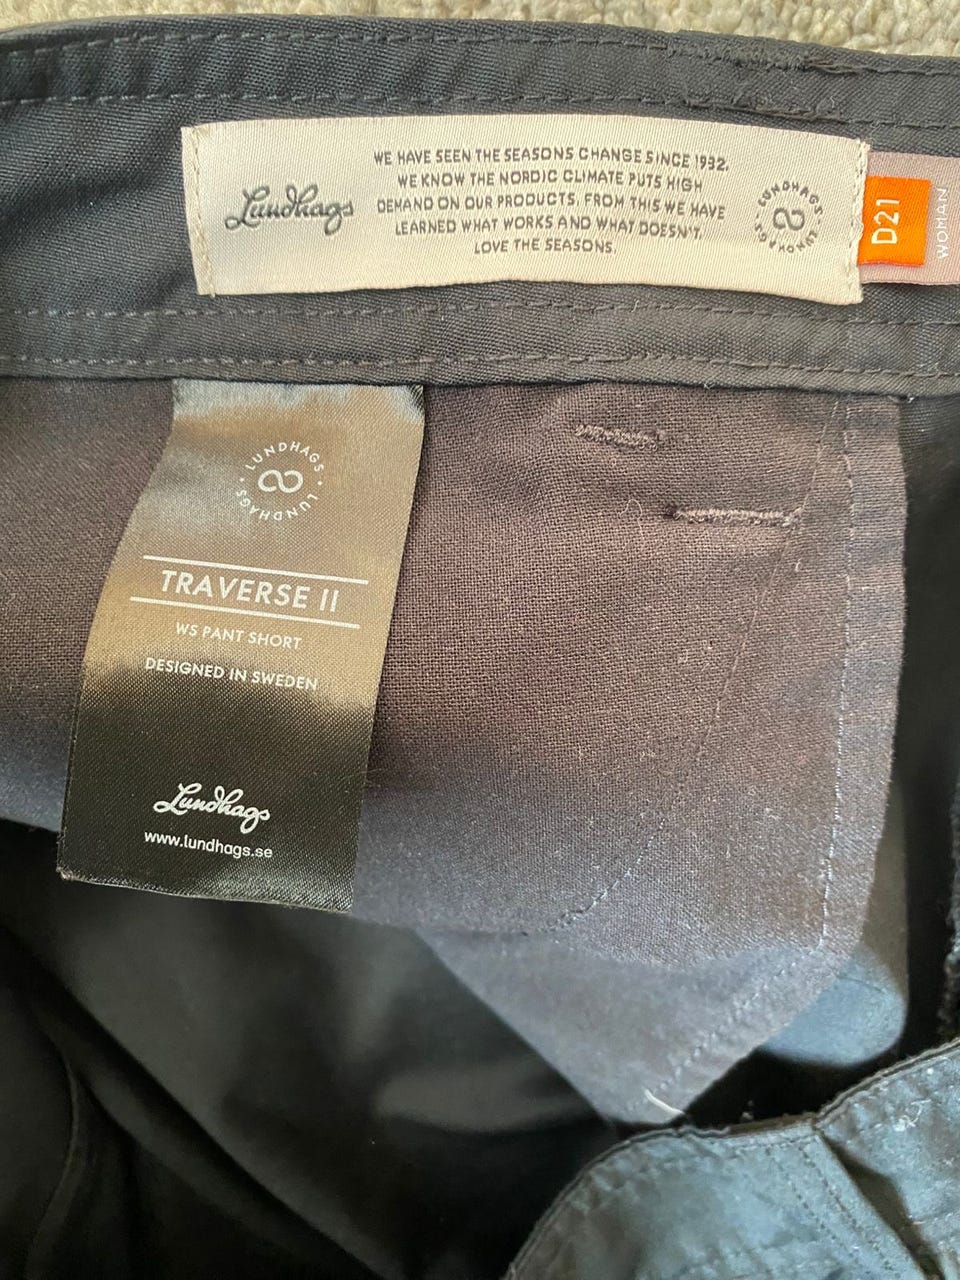 Lundhags
WE HAVE SEEN THE SEASONS CHANGE SINCE 1932.
WE KNOW THE NORDIC CLIMATE PUTS HIGH
DEMAND ON OUR PRODUCTS. FROM THIS WE HAVE
LEARNED WHAT WORKS AND WHAT DOESN'T.
LOVE THE SEASONS.
LUNDHAGS · LUNDHAGS ·
D21
WOMAN
LUNDHAGS · LUNDHAGS ·
TRAVERSE II
WS PANT SHORT
DESIGNED IN SWEDEN
Lundhags
www.lundhags.se